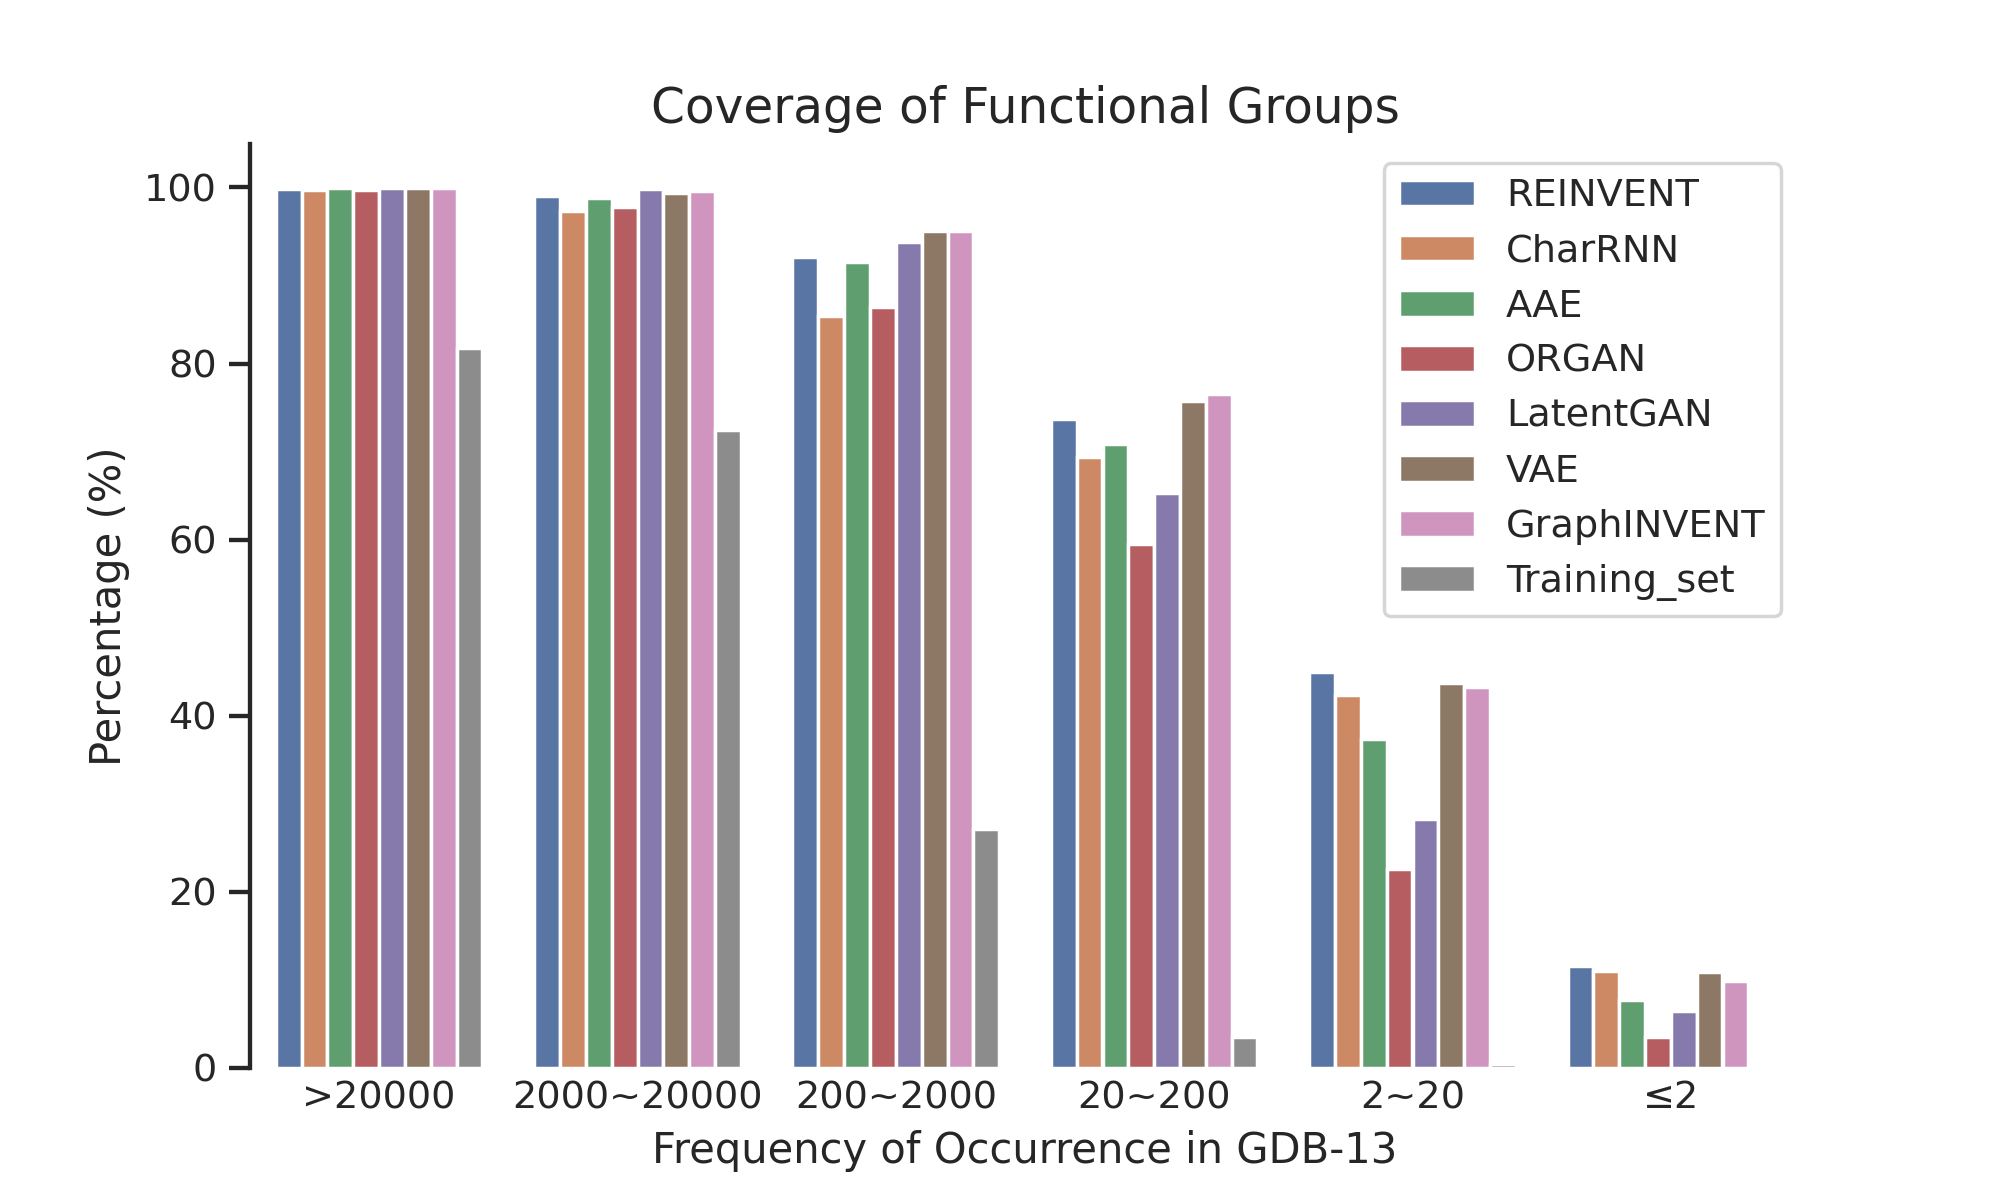 Coverage of Functional Groups
100
80
60
40
20
0
Percentage (%)
REINVENT
CharRNN
AAE
ORGAN
LatentGAN
VAE
GraphINVENT
Training_set
>20000
2000~20000
200~2000
20~200
2~20
≤2
Frequency of Occurrence in GDB-13